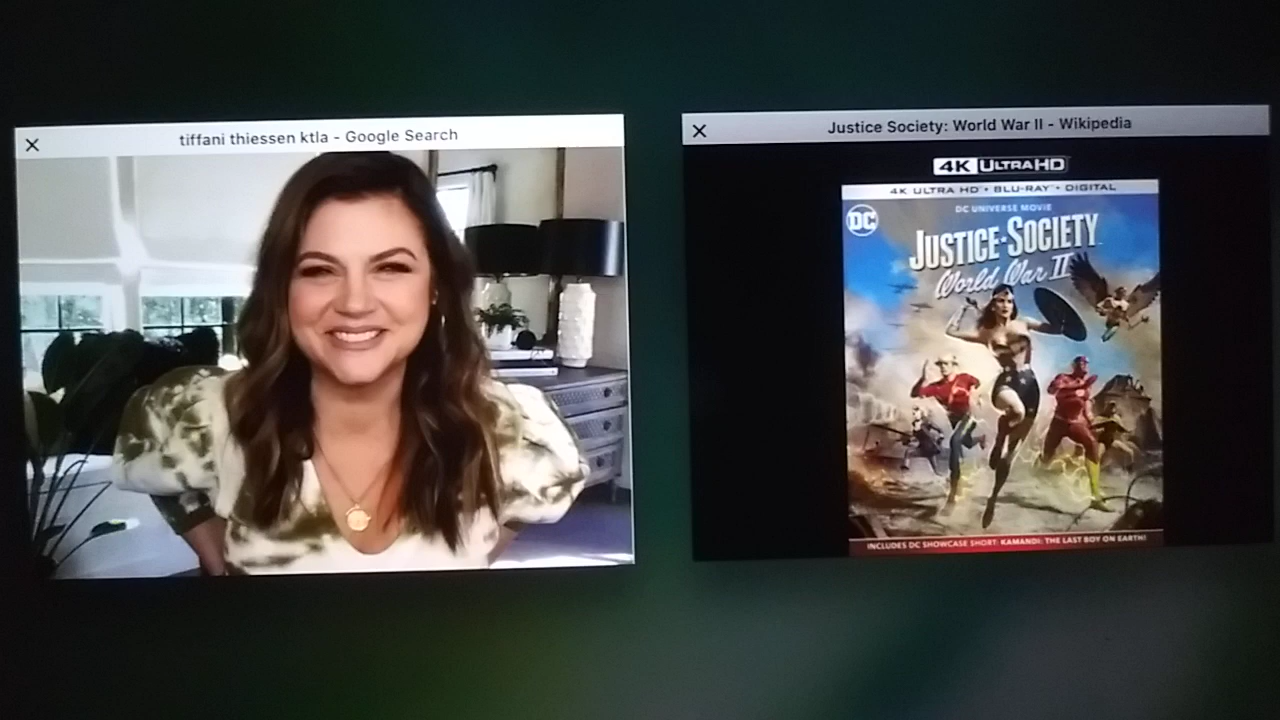 tiffani thiessen ktla - Google Search
Justice Society: World War II - Wikipedia
4K ULTRA HD
4K ULTRA HD • BLU-RAY • DIGITAL
DC UNIVERSE MOVIE
DC
JUSTICE•SOCIETY
World War II
INCLUDES DC SHOWCASE SHORT: KAMANDI: THE LAST BOY ON EARTH!